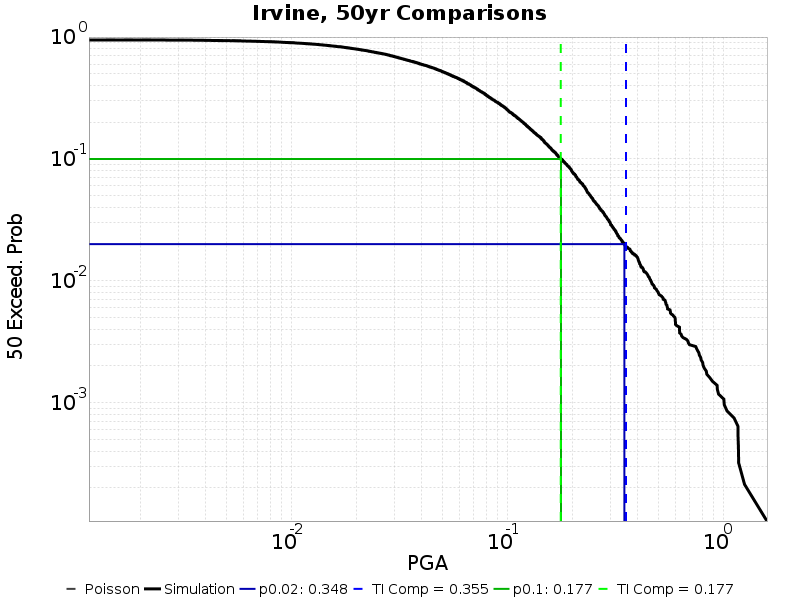 Irvine, 50yr Comparisons
10^0
10^-1
10^-2
10^-3
50 Exceed. Prob
10^-2
10^-1
10^0
PGA
Poisson Simulation p0.02: 0.348 TI Comp = 0.355 p0.1: 0.177 TI Comp = 0.177